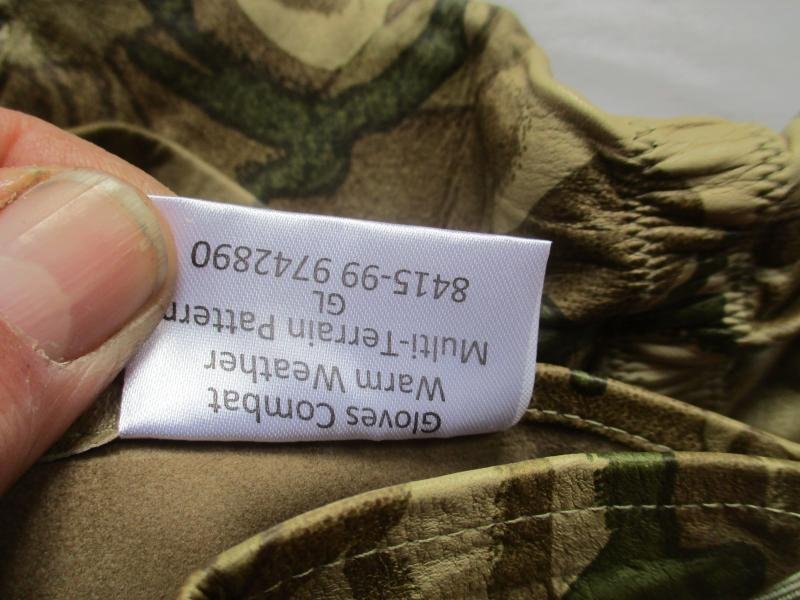 Gloves Combat
Warm Weather
Multi-Terrain Pattern
GL
8415-99 9742890